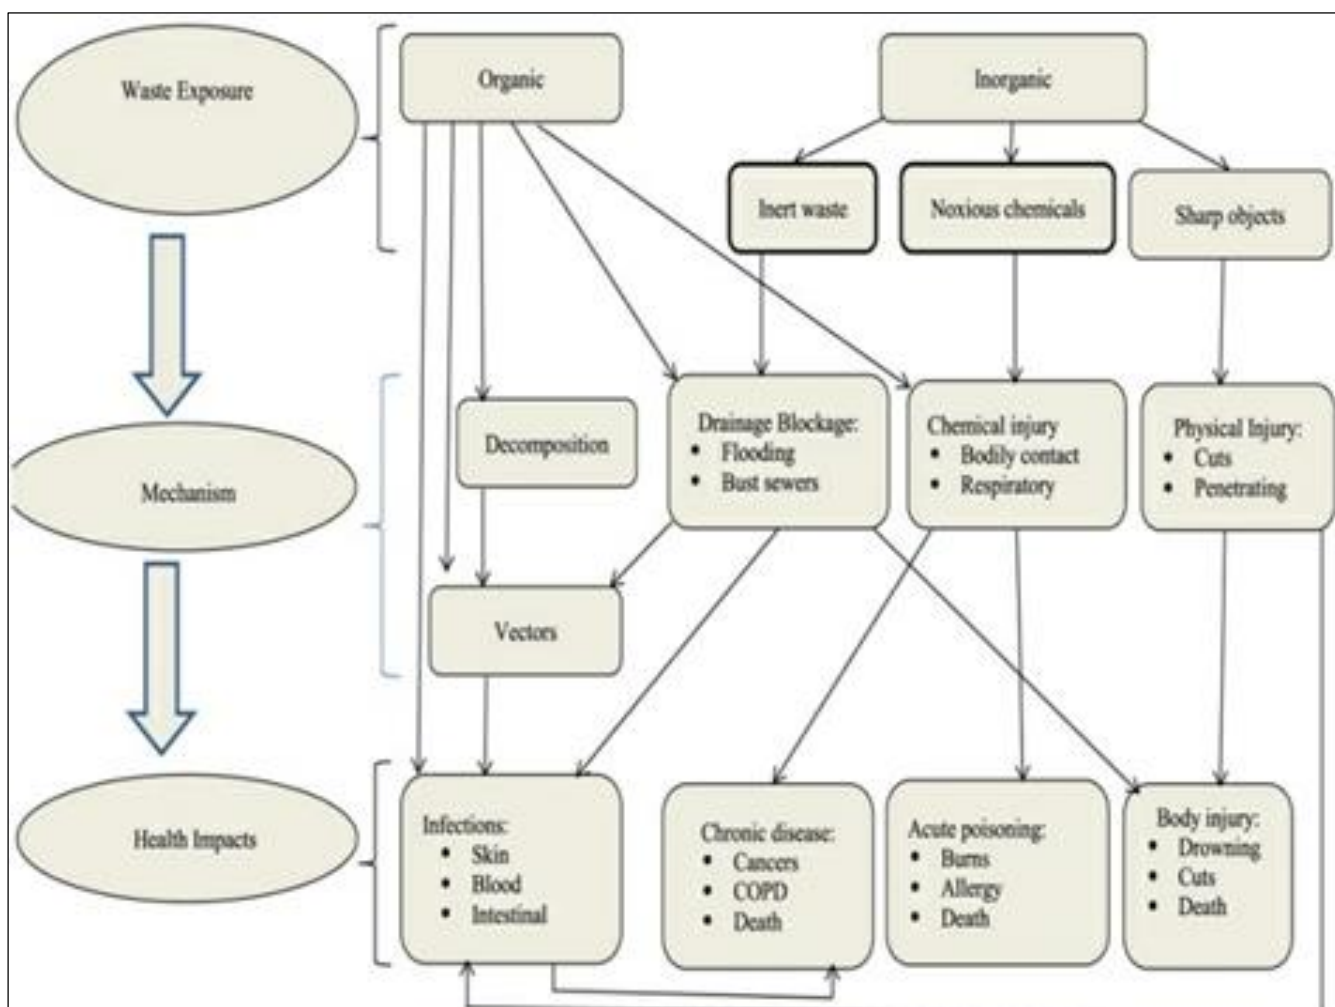 Waste Exposure
Organic
Inorganic
Inert waste
Noxious chemicals
Sharp objects
Mechanism
Decomposition
Drainage Blockage:
• Flooding
• Bust sewers
Chemical injury
• Bodily contact
• Respiratory
Physical Injury:
• Cuts
• Penetrating
Vectors
Health Impacts
Infections:
• Skin
• Blood
• Intestinal
Chronic disease:
• Cancers
• COPD
• Death
Acute poisoning:
• Burns
• Allergy
• Death
Body injury:
• Drowning
• Cuts
• Death